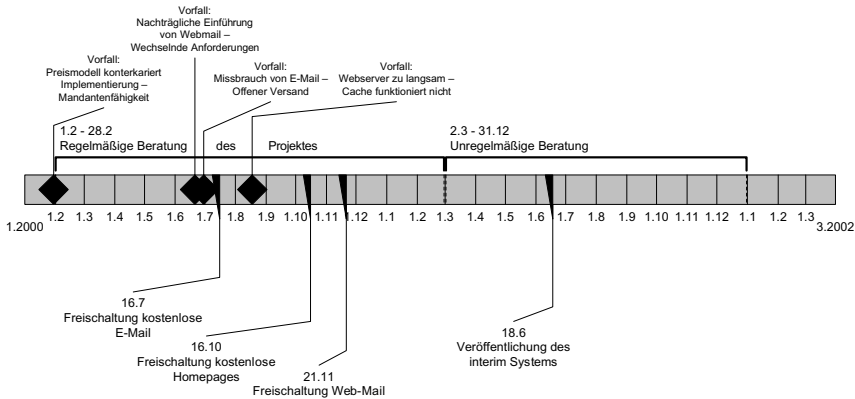 Vorfall:
Nachträgliche Einführung
von Webmail –
Wechselnde Anforderungen
Vorfall:
Preismodell konterkariert
Implementierung –
Mandantenfähigkeit
Vorfall:
Missbrauch von E-Mail –
Offener Versand
Vorfall:
Webserver zu langsam –
Cache funktioniert nicht
1.2 - 28.2
Regelmäßige Beratung des Projektes
2.3 - 31.12
Unregelmäßige Beratung
1.2 1.3 1.4 1.5 1.6 1.7 1.8 1.9 1.10 1.11 1.12 1.1 1.2 1.3 1.4 1.5 1.6 1.7 1.8 1.9 1.10 1.11 1.12 1.1 1.2 1.3
1.2000 3.2002
16.7
Freischaltung kostenlose
E-Mail
16.10
Freischaltung kostenlose
Homepages
21.11
Freischaltung Web-Mail
18.6
Veröffentlichung des
interim Systems